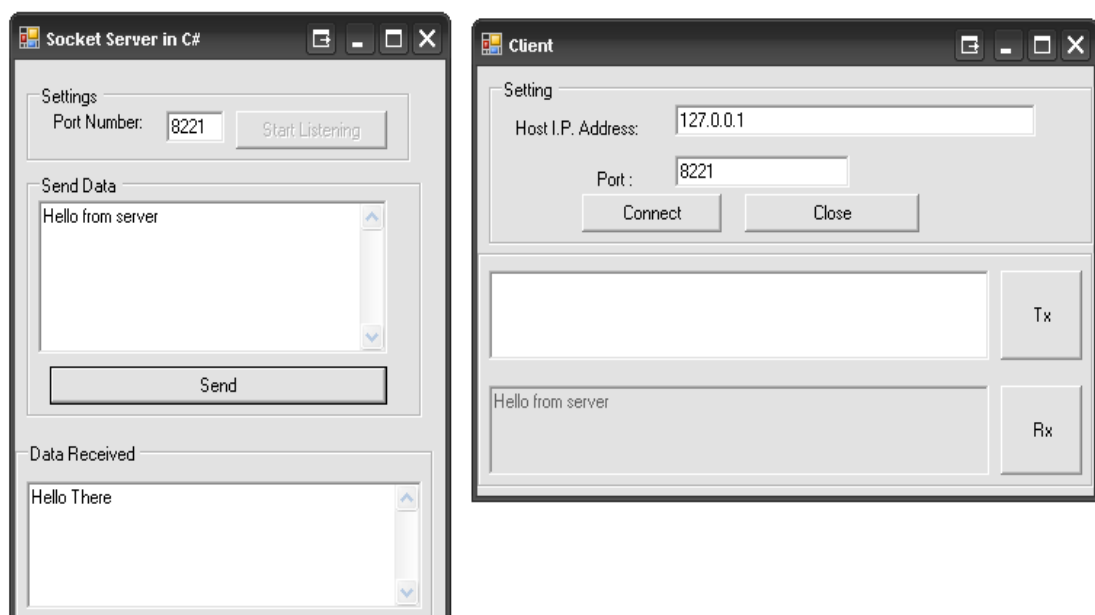 Socket Server in C#
Settings
Port Number: 8221 Start Listening
Send Data
Hello from server
Send
Data Received
Hello There
Client
Setting
Host I.P. Address: 127.0.0.1
Port : 8221
Connect Close
Tx
Hello from server
Rx